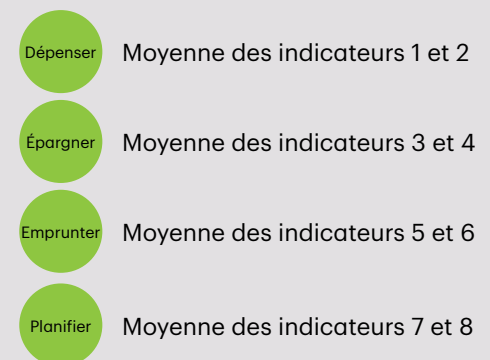 Dépenser Moyenne des indicateurs 1 et 2
Épargner Moyenne des indicateurs 3 et 4
Emprunter Moyenne des indicateurs 5 et 6
Planifier Moyenne des indicateurs 7 et 8